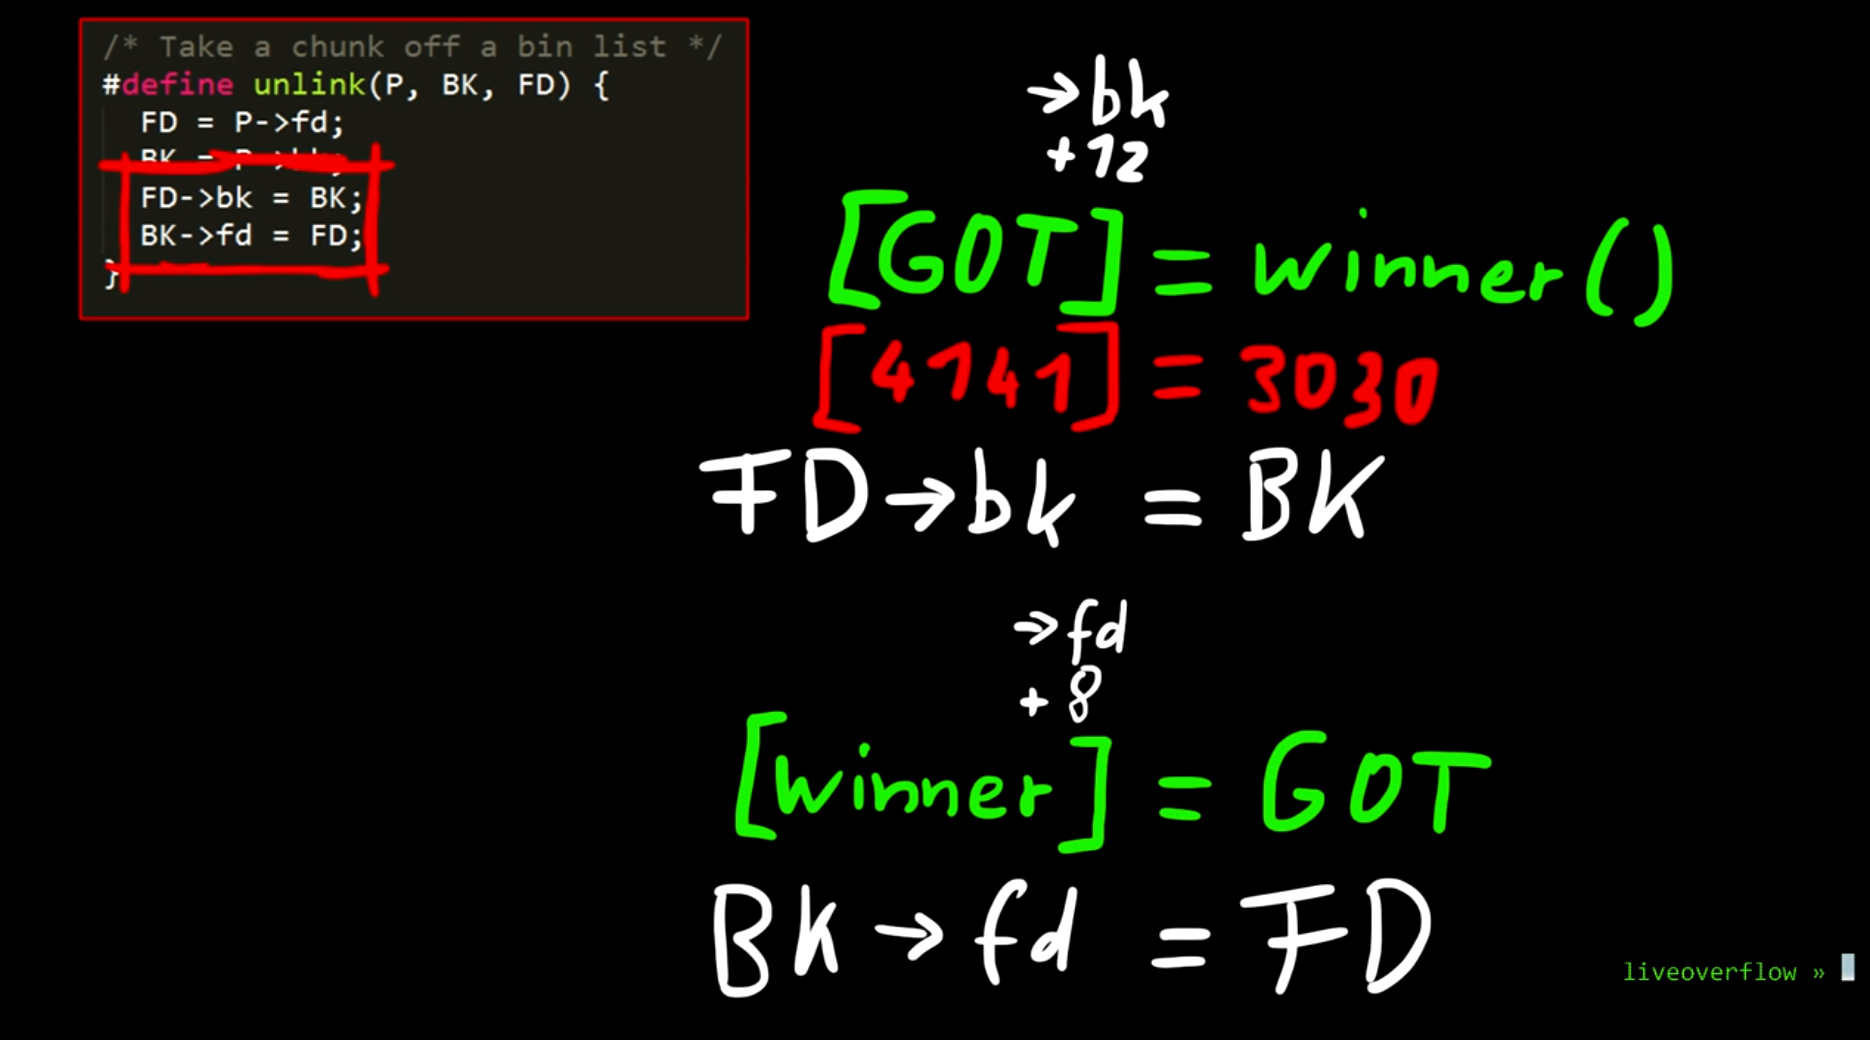 /* Take a chunk off a bin list */
#define unlink(P, BK, FD) {
FD = P->fd;
BK = P->bk;
FD->bk = BK;
BK->fd = FD;
}
→bk
+12
[GOT] = winner()
[4141] = 3030
FD→bk = BK
→fd
+8
[winner] = GOT
Bk→fd = FD
liveoverflow »